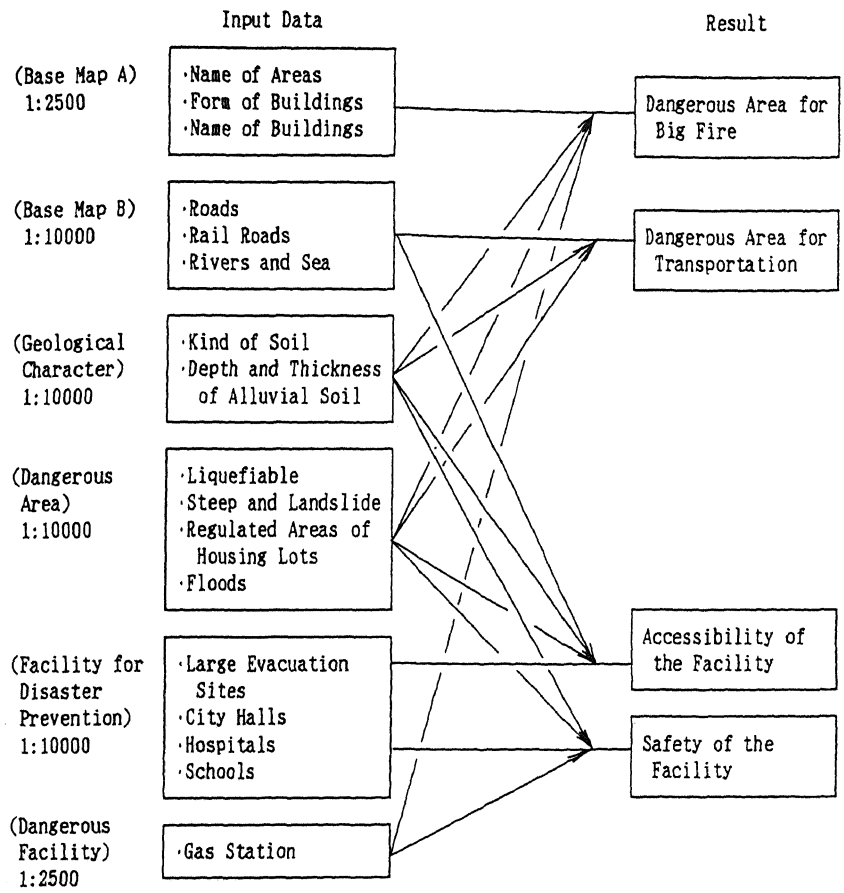 Input Data
Result
(Base Map A)
1:2500
·Name of Areas
·Form of Buildings
·Name of Buildings
Dangerous Area for
Big Fire
(Base Map B)
1:10000
·Roads
·Rail Roads
·Rivers and Sea
Dangerous Area for
Transportation
(Geological
Character)
1:10000
·Kind of Soil
·Depth and Thickness
of Alluvial Soil
(Dangerous
Area)
1:10000
·Liquefiable
·Steep and Landslide
·Regulated Areas of
Housing Lots
·Floods
(Facility for
Disaster
Prevention)
1:10000
·Large Evacuation
Sites
·City Halls
·Hospitals
·Schools
Accessibility of
the Facility
Safety of the
Facility
(Dangerous
Facility)
1:2500
·Gas Station